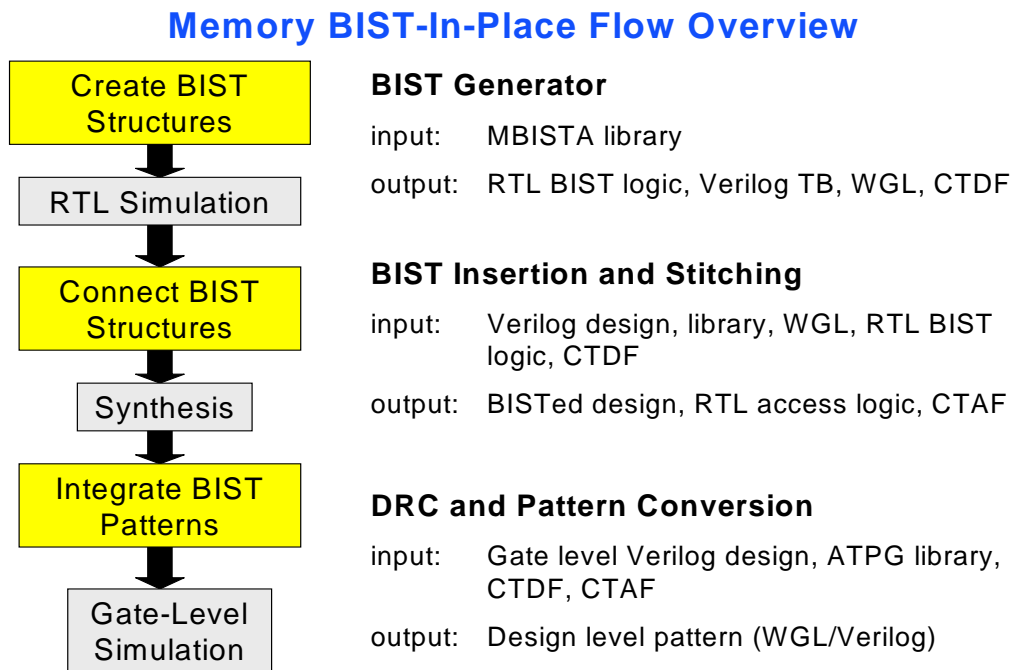 Memory BIST-In-Place Flow Overview
Create BIST
Structures
RTL Simulation
Connect BIST
Structures
Synthesis
Integrate BIST
Patterns
Gate-Level
Simulation
BIST Generator
input: MBISTA library
output: RTL BIST logic, Verilog TB, WGL, CTDF
BIST Insertion and Stitching
input: Verilog design, library, WGL, RTL BIST
logic, CTDF
output: BISTed design, RTL access logic, CTAF
DRC and Pattern Conversion
input: Gate level Verilog design, ATPG library,
CTDF, CTAF
output: Design level pattern (WGL/Verilog)